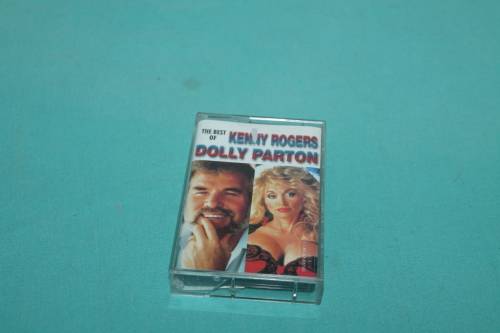 THE BEST
OF
KENNY ROGERS
DOLLY PARTON